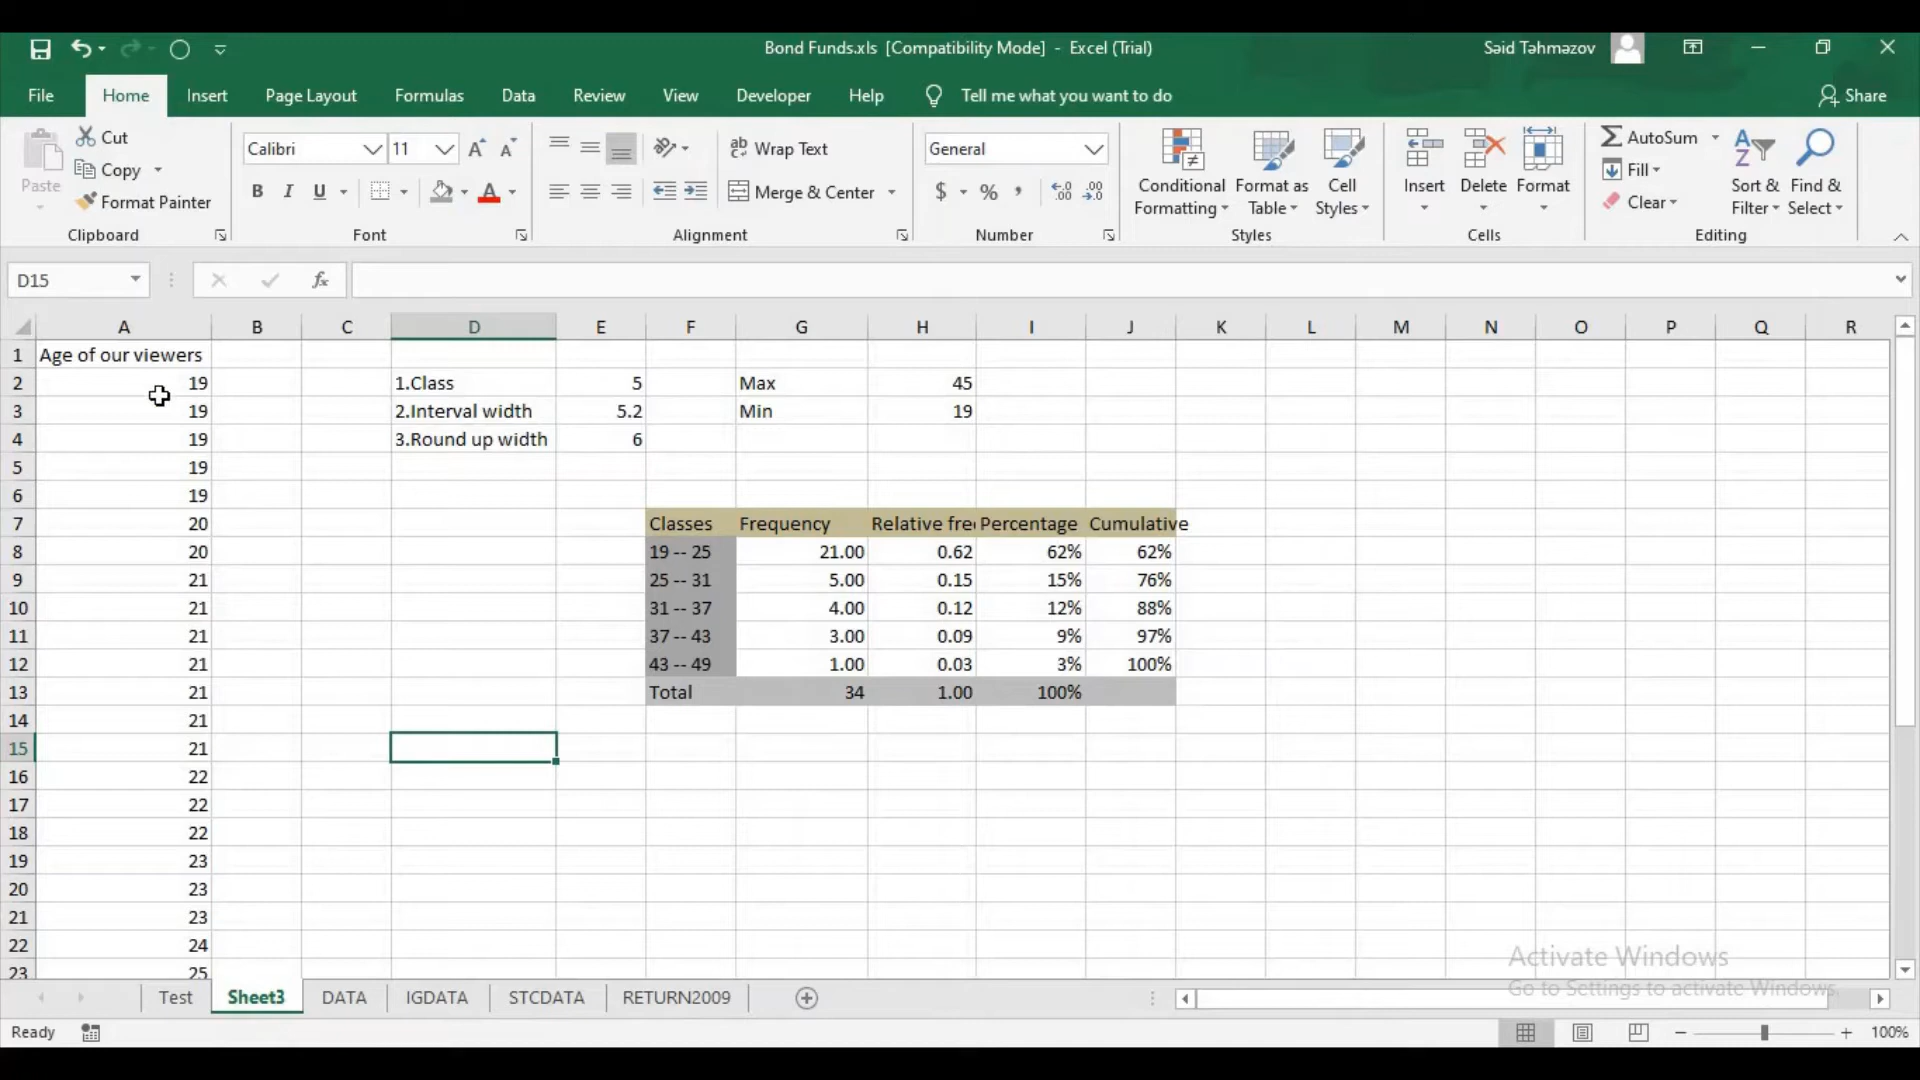 Bond Funds.xls [Compatibility Mode] - Excel (Trial)
Səid Təhməzov
File Home Insert Page Layout Formulas Data Review View Developer Help Tell me what you want to do Share
Paste
Cut
Copy
Format Painter
Clipboard
Calibri 11
B I U A
Font
Wrap Text
Merge & Center
Alignment
General
$ % , .00
Number
Conditional Formatting
Format as Table
Cell Styles
Styles
Insert Delete Format
Cells
AutoSum
Fill
Clear
Sort & Filter
Find & Select
Editing
D15 fx
A B C D E F G H I J K L M N O P Q R
1 Age of our viewers
2 19 1.Class 5 Max 45
3 19 2.Interval width 5.2 Min 19
4 19 3.Round up width 6
5 19
6 19
7 20 Classes Frequency Relative fre Percentage Cumulative
8 20 19 -- 25 21.00 0.62 62% 62%
9 21 25 -- 31 5.00 0.15 15% 76%
10 21 31 -- 37 4.00 0.12 12% 88%
11 21 37 -- 43 3.00 0.09 9% 97%
12 21 43 -- 49 1.00 0.03 3% 100%
13 21 Total 34 1.00 100%
14 21
15 21
16 22
17 22
18 22
19 23
20 23
21 23
22 24
23 25
Activate Windows
Go to Settings to activate Windows.
Test Sheet3 DATA IGDATA STCDATA RETURN2009
Ready 100%